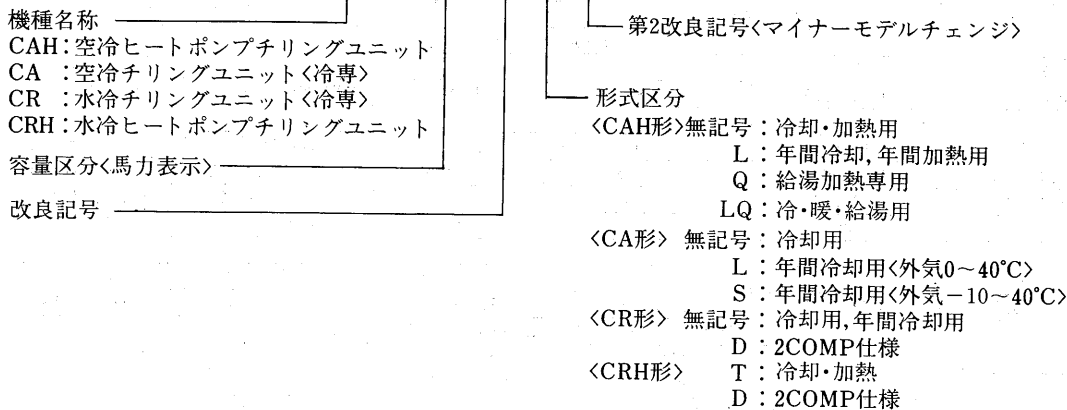 機種名称
CAH：空冷ヒートポンプチリングユニット
CA ：空冷チリングユニット〈冷専〉
CR ：水冷チリングユニット〈冷専〉
CRH：水冷ヒートポンプチリングユニット
容量区分〈馬力表示〉
改良記号
第2改良記号〈マイナーモデルチェンジ〉
形式区分
〈CAH形〉無記号：冷却・加熱用
L：年間冷却,年間加熱用
Q：給湯加熱専用
LQ：冷・暖・給湯用
〈CA形〉 無記号：冷却用
L：年間冷却用〈外気0～40℃〉
S：年間冷却用〈外気－10～40℃〉
〈CR形〉 無記号：冷却用,年間冷却用
D：2COMP仕様
〈CRH形〉 T：冷却・加熱
D：2COMP仕様